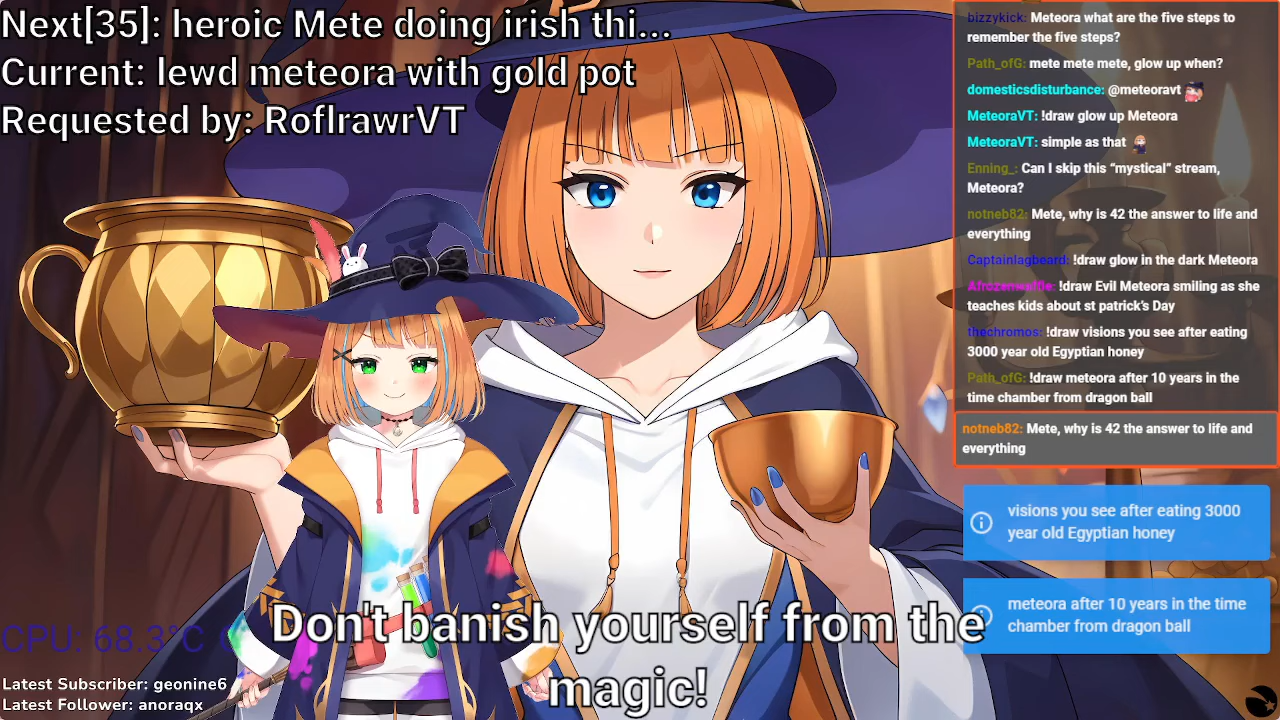 Next[35]: heroic Mete doing irish thi...
Current: lewd meteora with gold pot
Requested by: RoflrawrVT
bizzykick: Meteora what are the five steps to
remember the five steps?
Path_ofG: mete mete mete, glow up when?
domesticsdisturbance: @meteoravt
MeteoraVT: !draw glow up Meteora
MeteoraVT: simple as that
Enning_: Can I skip this “mystical” stream,
Meteora?
notneb82: Mete, why is 42 the answer to life and
everything
Captainlagbeard: !draw glow in the dark Meteora
!draw Evil Meteora smiling as she
teaches kids about st patrick's Day
thechromos: !draw visions you see after eating
3000 year old Egyptian honey
Path_ofG: !draw meteora after 10 years in the
time chamber from dragon ball
notneb82: Mete, why is 42 the answer to life and
everything
visions you see after eating 3000
year old Egyptian honey
meteora after 10 years in the time
chamber from dragon ball
Don't banish yourself from the
magic!
CPU: 68.3°C
Latest Subscriber: geonine6
Latest Follower: anoraqx